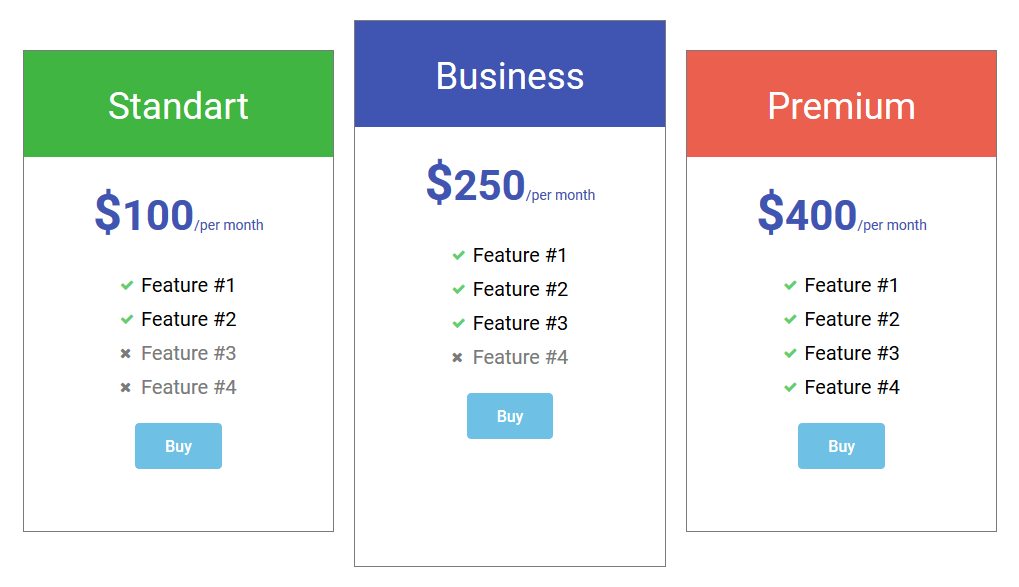 Standart
$100/per month
Feature #1
Feature #2
Feature #3
Feature #4
Buy
Business
$250/per month
Feature #1
Feature #2
Feature #3
Feature #4
Buy
Premium
$400/per month
Feature #1
Feature #2
Feature #3
Feature #4
Buy